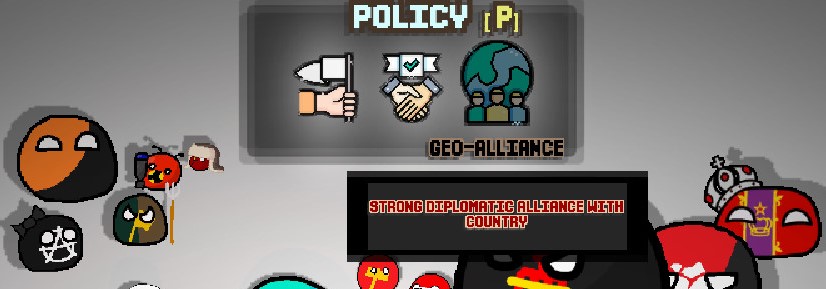 POLICY [P]
GEO-ALLIANCE
STRONG DIPLOMATIC ALLIANCE WITH
COUNTRY